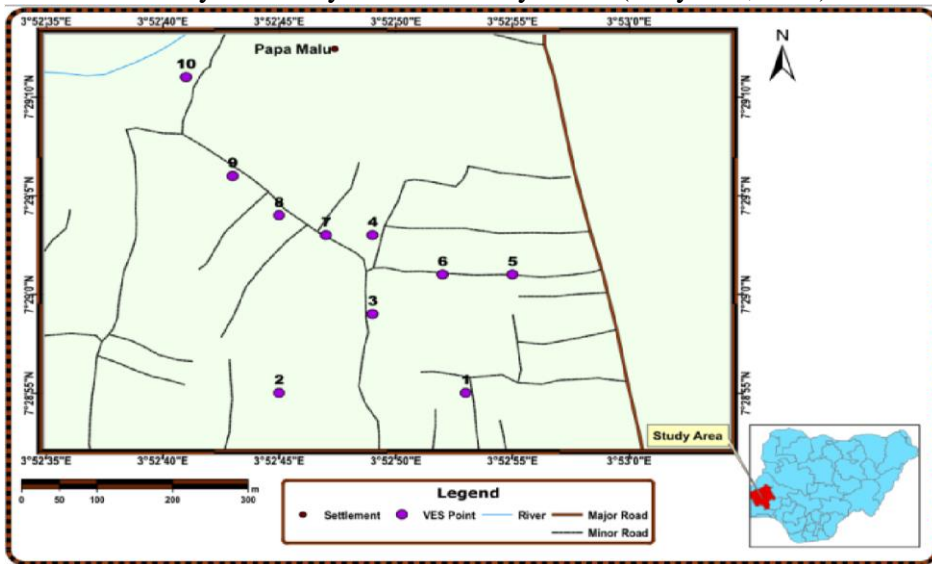 3°52'35"E 3°52'40"E 3°52'45"E 3°52'50"E 3°52'55"E 3°53'0"E
N
Papa Malu
10
7°29'10"N 7°29'10"N
9
7°29'5"N 7°29'5"N
8
7 4
6 5
7°29'0"N 7°29'0"N
3
2 1
7°28'55"N 7°28'55"N
Study Area
3°52'35"E 3°52'40"E 3°52'45"E 3°52'50"E 3°52'55"E 3°53'0"E
0 50 100 200 300 m
Legend
Settlement VES Point River Major Road
Minor Road